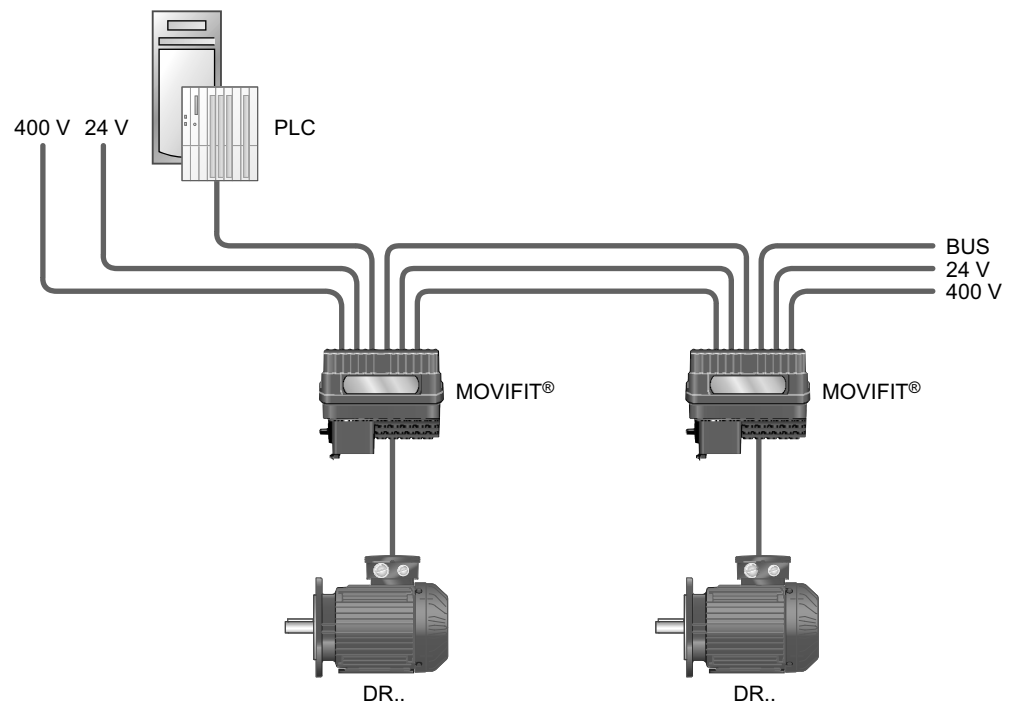 400 V 24 V PLC
BUS
24 V
400 V
MOVIFIT® MOVIFIT®
DR.. DR..